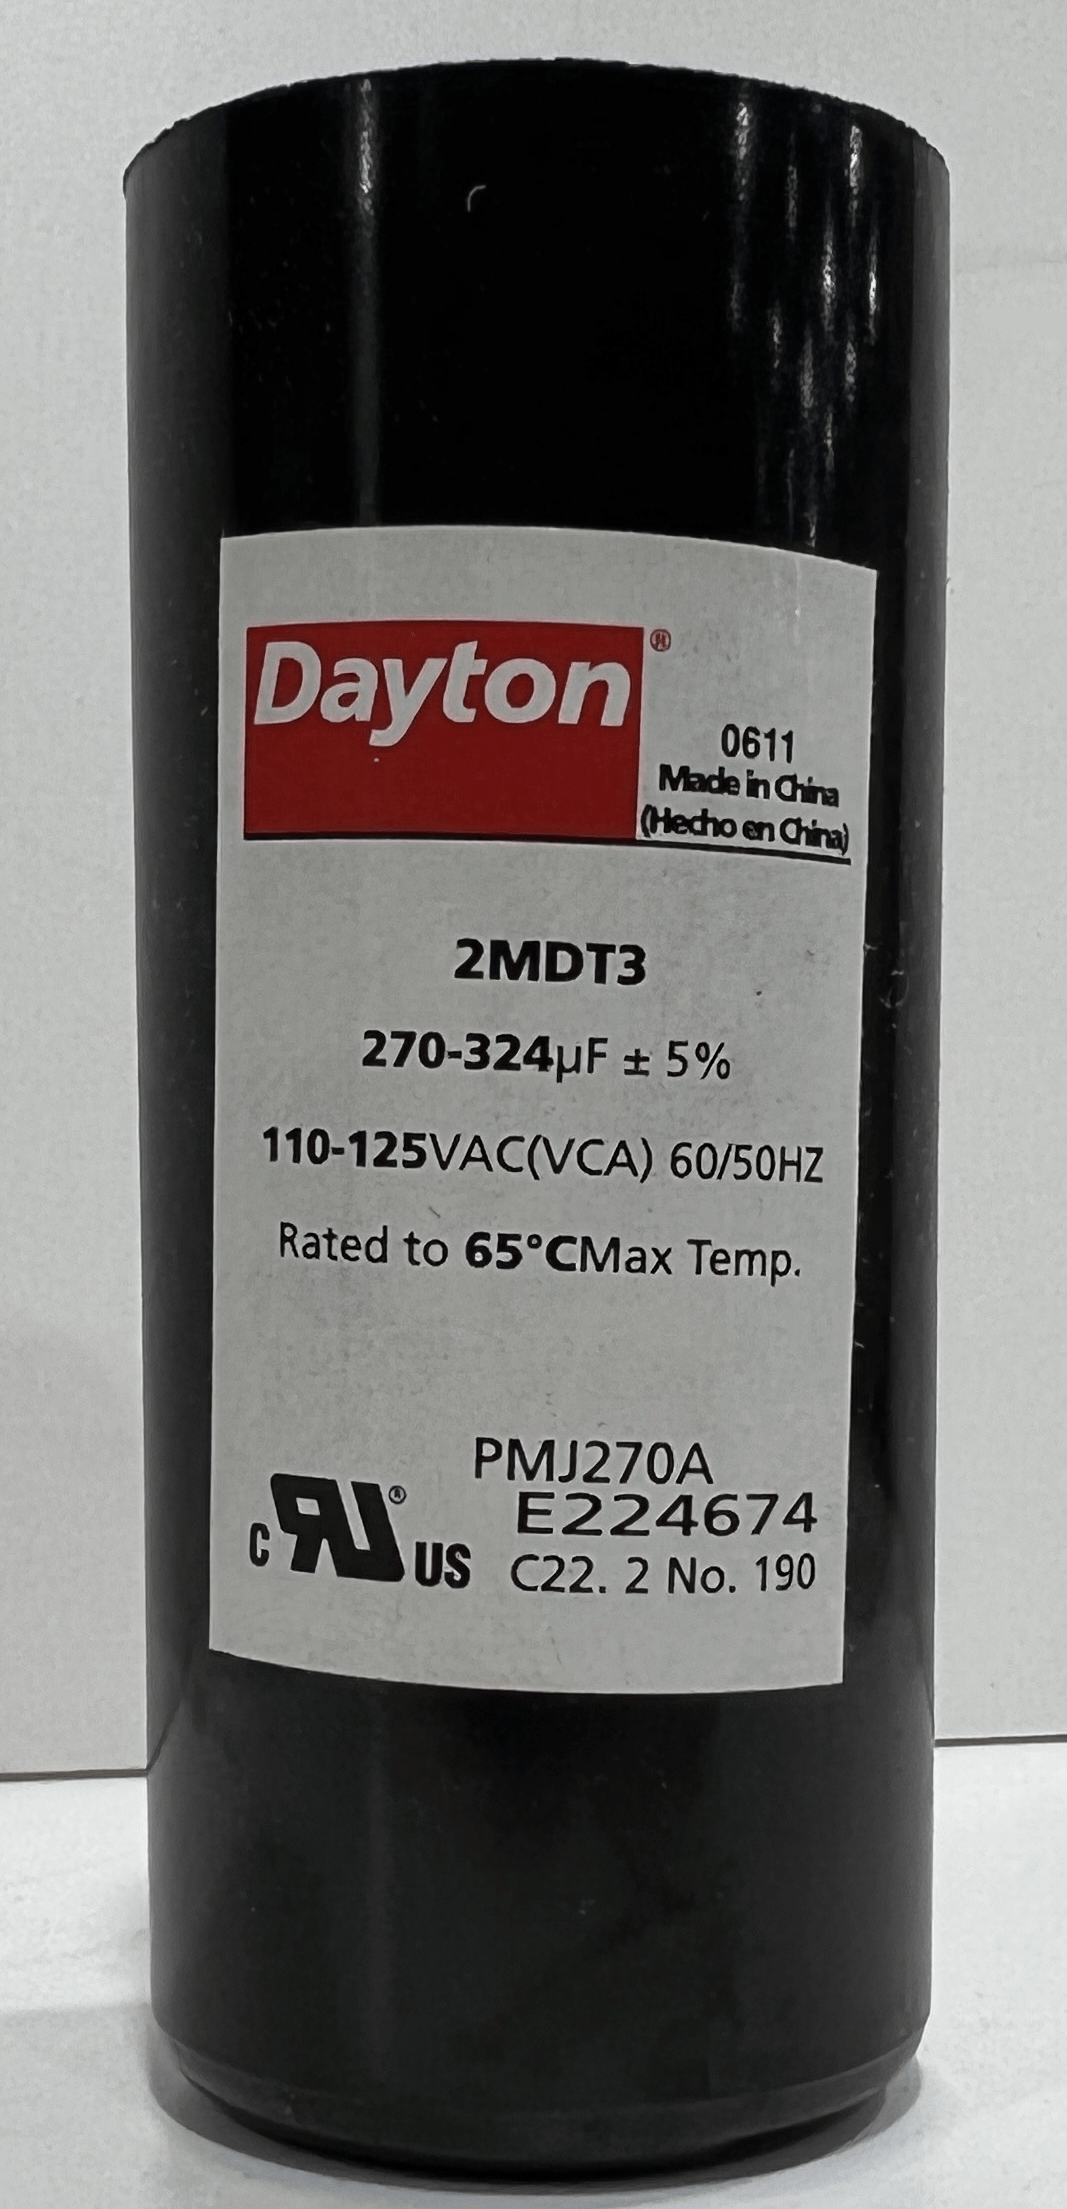 Dayton®
0611
Made in China
(Hecho en China)
2MDT3
270-324µF ± 5%
110-125VAC(VCA) 60/50HZ
Rated to 65°CMax Temp.
PMJ270A
E224674
C22. 2 No. 190
C RU® US